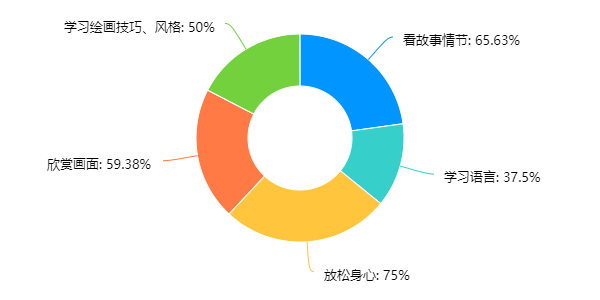 学习绘画技巧、风格: 50%
看故事情节: 65.63%
欣赏画面: 59.38%
学习语言: 37.5%
放松身心: 75%